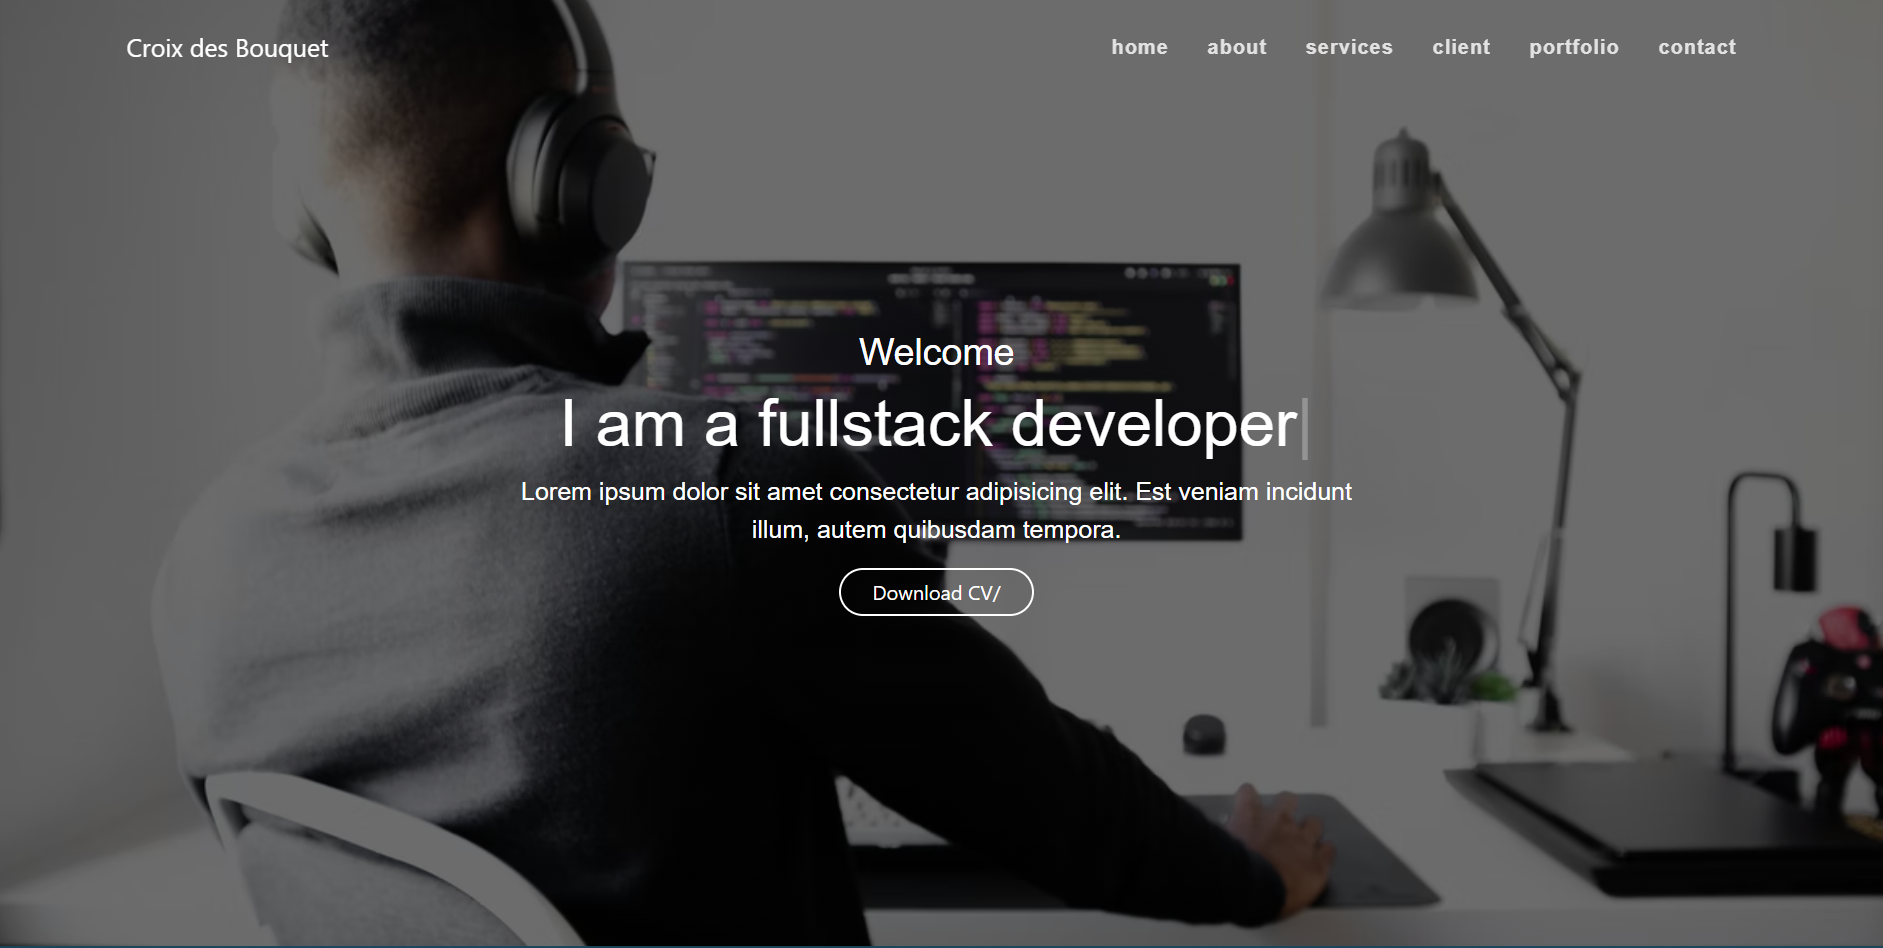 Croix des Bouquet
home about services client portfolio contact
Welcome
I am a fullstack developer
Lorem ipsum dolor sit amet consectetur adipisicing elit. Est veniam incidunt
illum, autem quibusdam tempora.
Download CV/